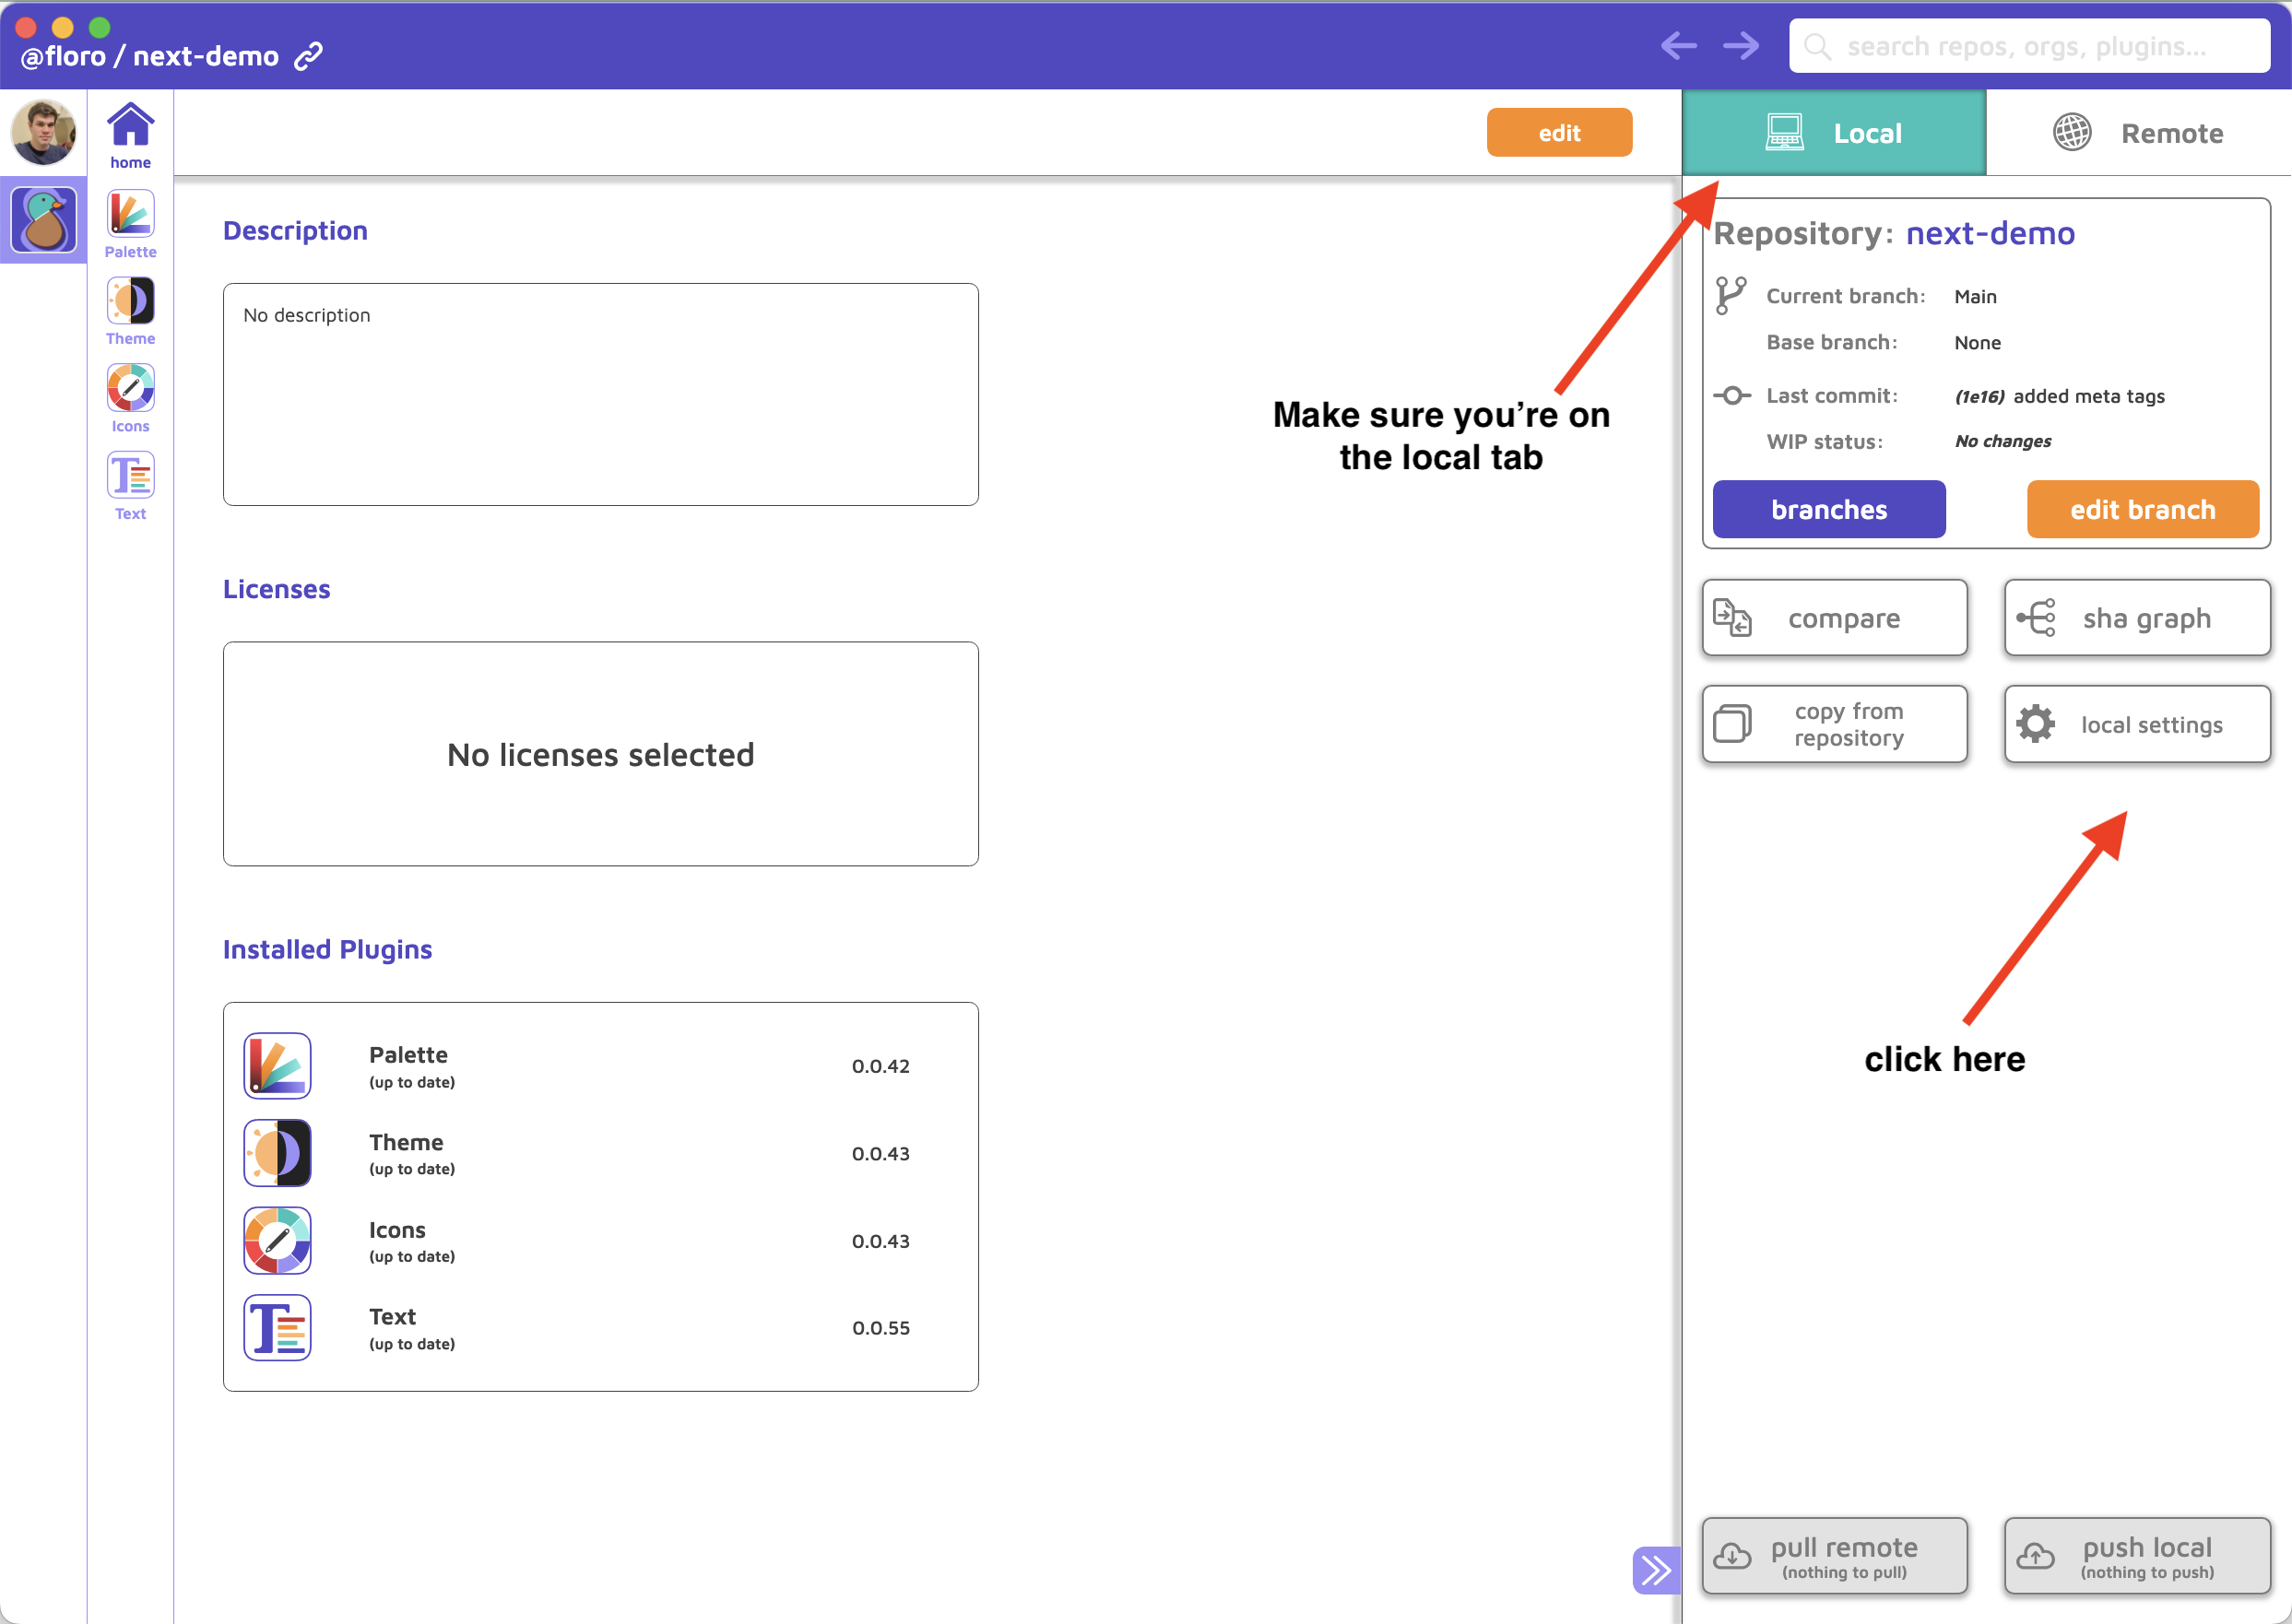 @floro / next-demo
search repos, orgs, plugins...
home
Palette
Theme
Icons
Text
edit
Description
No description
Licenses
No licenses selected
Installed Plugins
Palette
(up to date)
0.0.42
Theme
(up to date)
0.0.43
Icons
(up to date)
0.0.43
Text
(up to date)
0.0.55
Make sure you’re on
the local tab
Local
Remote
Repository: next-demo
Current branch: Main
Base branch: None
Last commit: (1e16) added meta tags
WIP status: No changes
branches
edit branch
compare
sha graph
copy from
repository
local settings
click here
pull remote
(nothing to pull)
push local
(nothing to push)